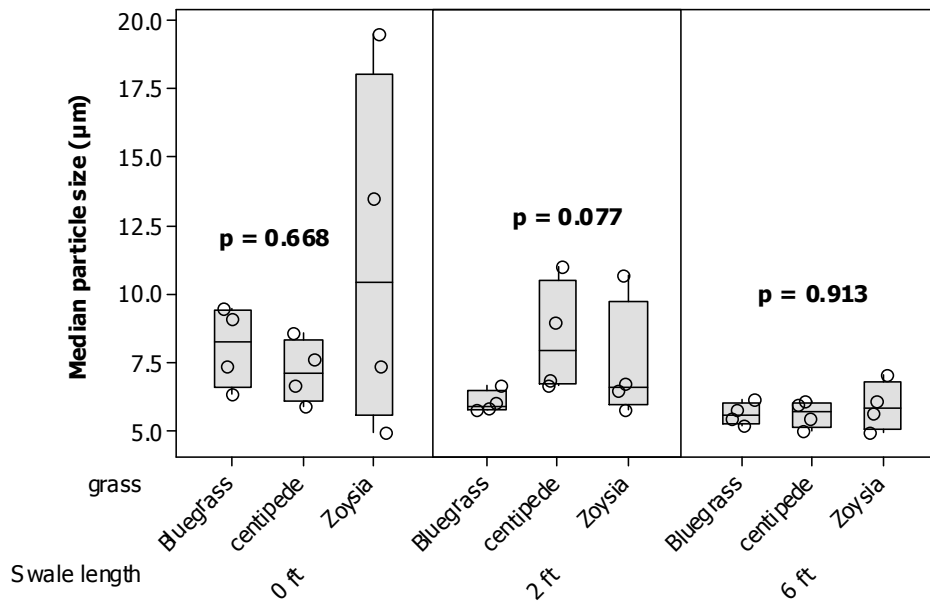 Median particle size (μm)
20.0
17.5
15.0
12.5
10.0
7.5
5.0
p = 0.668
p = 0.077
p = 0.913
grass
Bluegrass
centipede
Zoysia
Bluegrass
centipede
Zoysia
Bluegrass
centipede
Zoysia
Swale length
0 ft
2 ft
6 ft